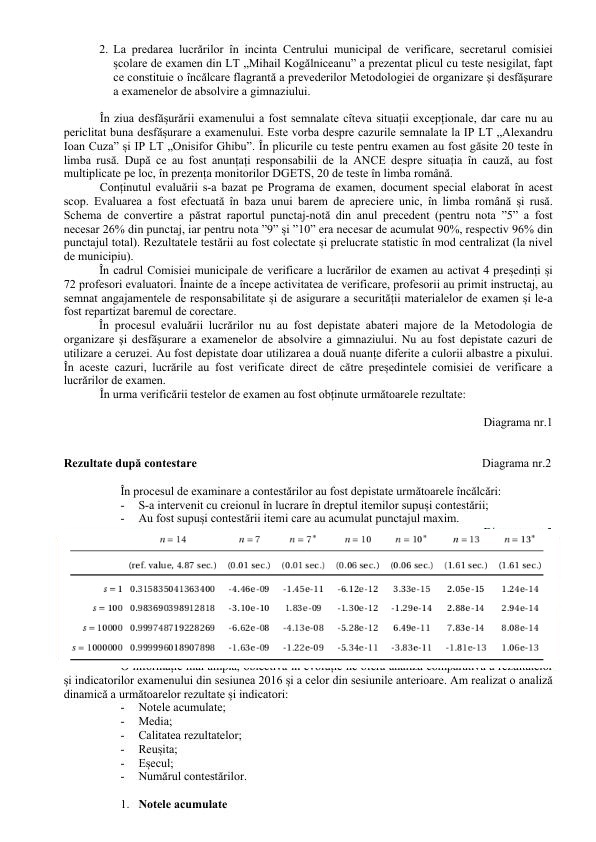 2. La predarea lucrărilor în incinta Centrului municipal de verificare, secretarul comisiei
școlare de examen din LT „Mihail Kogălniceanu” a prezentat plicul cu teste nesigilat, fapt
ce constituie o încălcare flagrantă a prevederilor Metodologiei de organizare şi desfăşurare
a examenelor de absolvire a gimnaziului.
În ziua desfășurării examenului a fost semnalate cîteva situații excepționale, dar care nu au
periclitat buna desfășurare a examenului. Este vorba despre cazurile semnalate la IP LT „Alexandru
Ioan Cuza” și IP LT „Onisifor Ghibu”. În plicurile cu teste pentru examen au fost găsite 20 teste în
limba rusă. După ce au fost anunțați responsabilii de la ANCE despre situația în cauză, au fost
multiplicate pe loc, în prezența monitorilor DGETS, 20 de teste în limba română.
Conținutul evaluării s-a bazat pe Programa de examen, document special elaborat în acest
scop. Evaluarea a fost efectuată în baza unui barem de apreciere unic, în limba română şi rusă.
Schema de convertire a păstrat raportul punctaj-notă din anul precedent (pentru nota ”5” a fost
necesar 26% din punctaj, iar pentru nota ”9” și ”10” era necesar de acumulat 90%, respectiv 96% din
punctajul total). Rezultatele testării au fost colectate și prelucrate statistic în mod centralizat (la nivel
de municipiu).
În cadrul Comisiei municipale de verificare a lucrărilor de examen au activat 4 președinți și
72 profesori evaluatori. Înainte de a începe activitatea de verificare, profesorii au primit instructaj, au
semnat angajamentele de responsabilitate și de asigurare a securității materialelor de examen și le-a
fost repartizat baremul de corectare.
În procesul evaluării lucrărilor nu au fost depistate abateri majore de la Metodologia de
organizare şi desfăşurare a examenelor de absolvire a gimnaziului. Nu au fost depistate cazuri de
utilizare a ceruzei. Au fost depistate doar utilizarea a două nuanțe diferite a culorii albastre a pixului.
În aceste cazuri, lucrările au fost verificate direct de către președintele comisiei de verificare a
lucrărilor de examen.
În urma verificării testelor de examen au fost obținute următoarele rezultate:
Diagrama nr.1
Rezultate după contestare Diagrama nr.2
În procesul de examinare a contestărilor au fost depistate următoarele încălcări:
- S-a intervenit cu creionul în lucrare în dreptul itemilor supuși contestării;
- Au fost supuși contestării itemi care au acumulat punctajul maxim.
n = 14 n = 7 n = 7* n = 10 n = 10* n = 13 n = 13*
(ref. value, 4.87 sec.) (0.01 sec.) (0.01 sec.) (0.06 sec.) (0.06 sec.) (1.61 sec.) (1.61 sec.)
s = 1 0.315835041363400 -4.46e-09 -1.45e-11 -6.12e-12 3.33e-15 2.05e-15 1.24e-14
s = 100 0.983690398912818 -3.10e-10 1.83e-09 -1.30e-12 -1.29e-14 2.88e-14 2.94e-14
s = 10000 0.999748719228269 -6.62e-08 -4.13e-08 -5.28e-12 6.49e-11 7.83e-14 8.08e-14
s = 1000000 0.999996018907898 -1.63e-09 -1.22e-09 -5.34e-11 -3.83e-11 -1.81e-13 1.06e-13
și indicatorilor examenului din sesiunea 2016 și a celor din sesiunile anterioare. Am realizat o analiză
dinamică a următoarelor rezultate și indicatori:
- Notele acumulate;
- Media;
- Calitatea rezultatelor;
- Reușita;
- Eșecul;
- Numărul contestărilor.
1. Notele acumulate